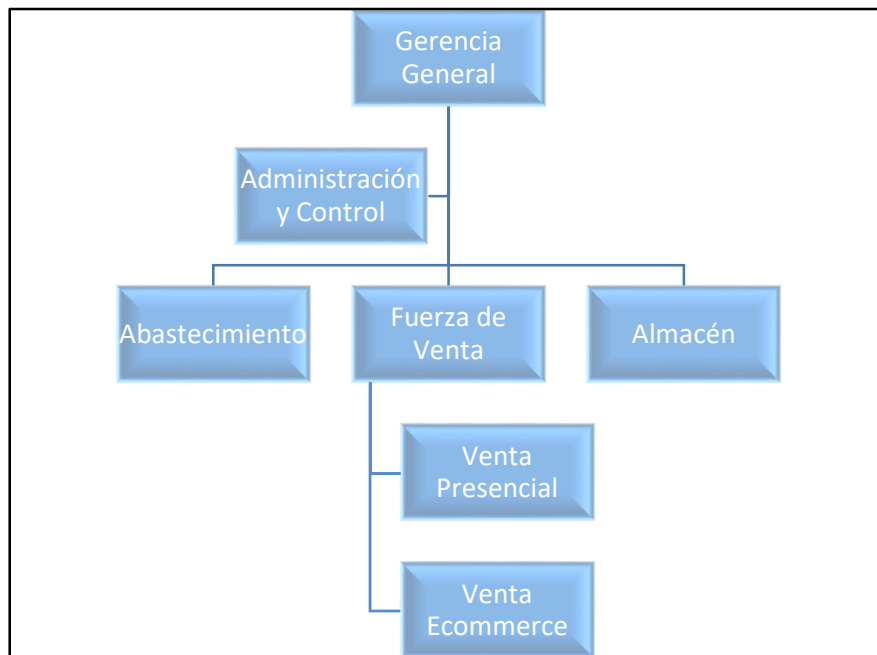 Gerencia
General
Administración
y Control
Abastecimiento
Fuerza de
Venta
Almacén
Venta
Presencial
Venta
Ecommerce